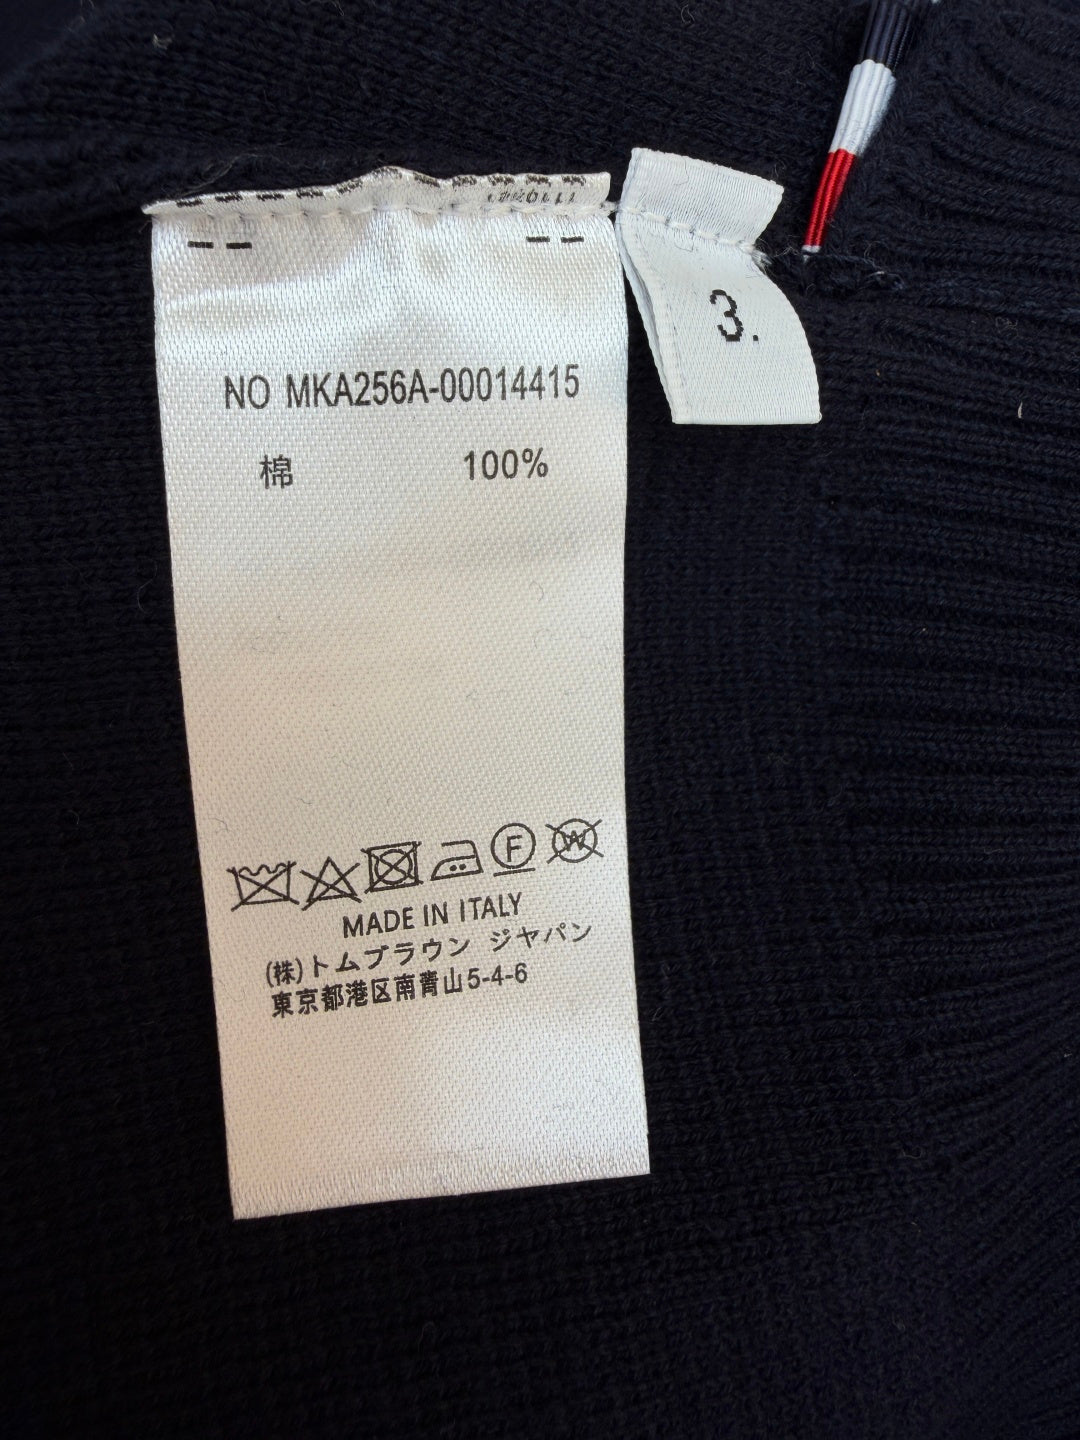 3.
NO MKA256A-00014415
棉 100%
F W
MADE IN ITALY
(株)トムブラウン ジャパン
東京都港区南青山5-4-6